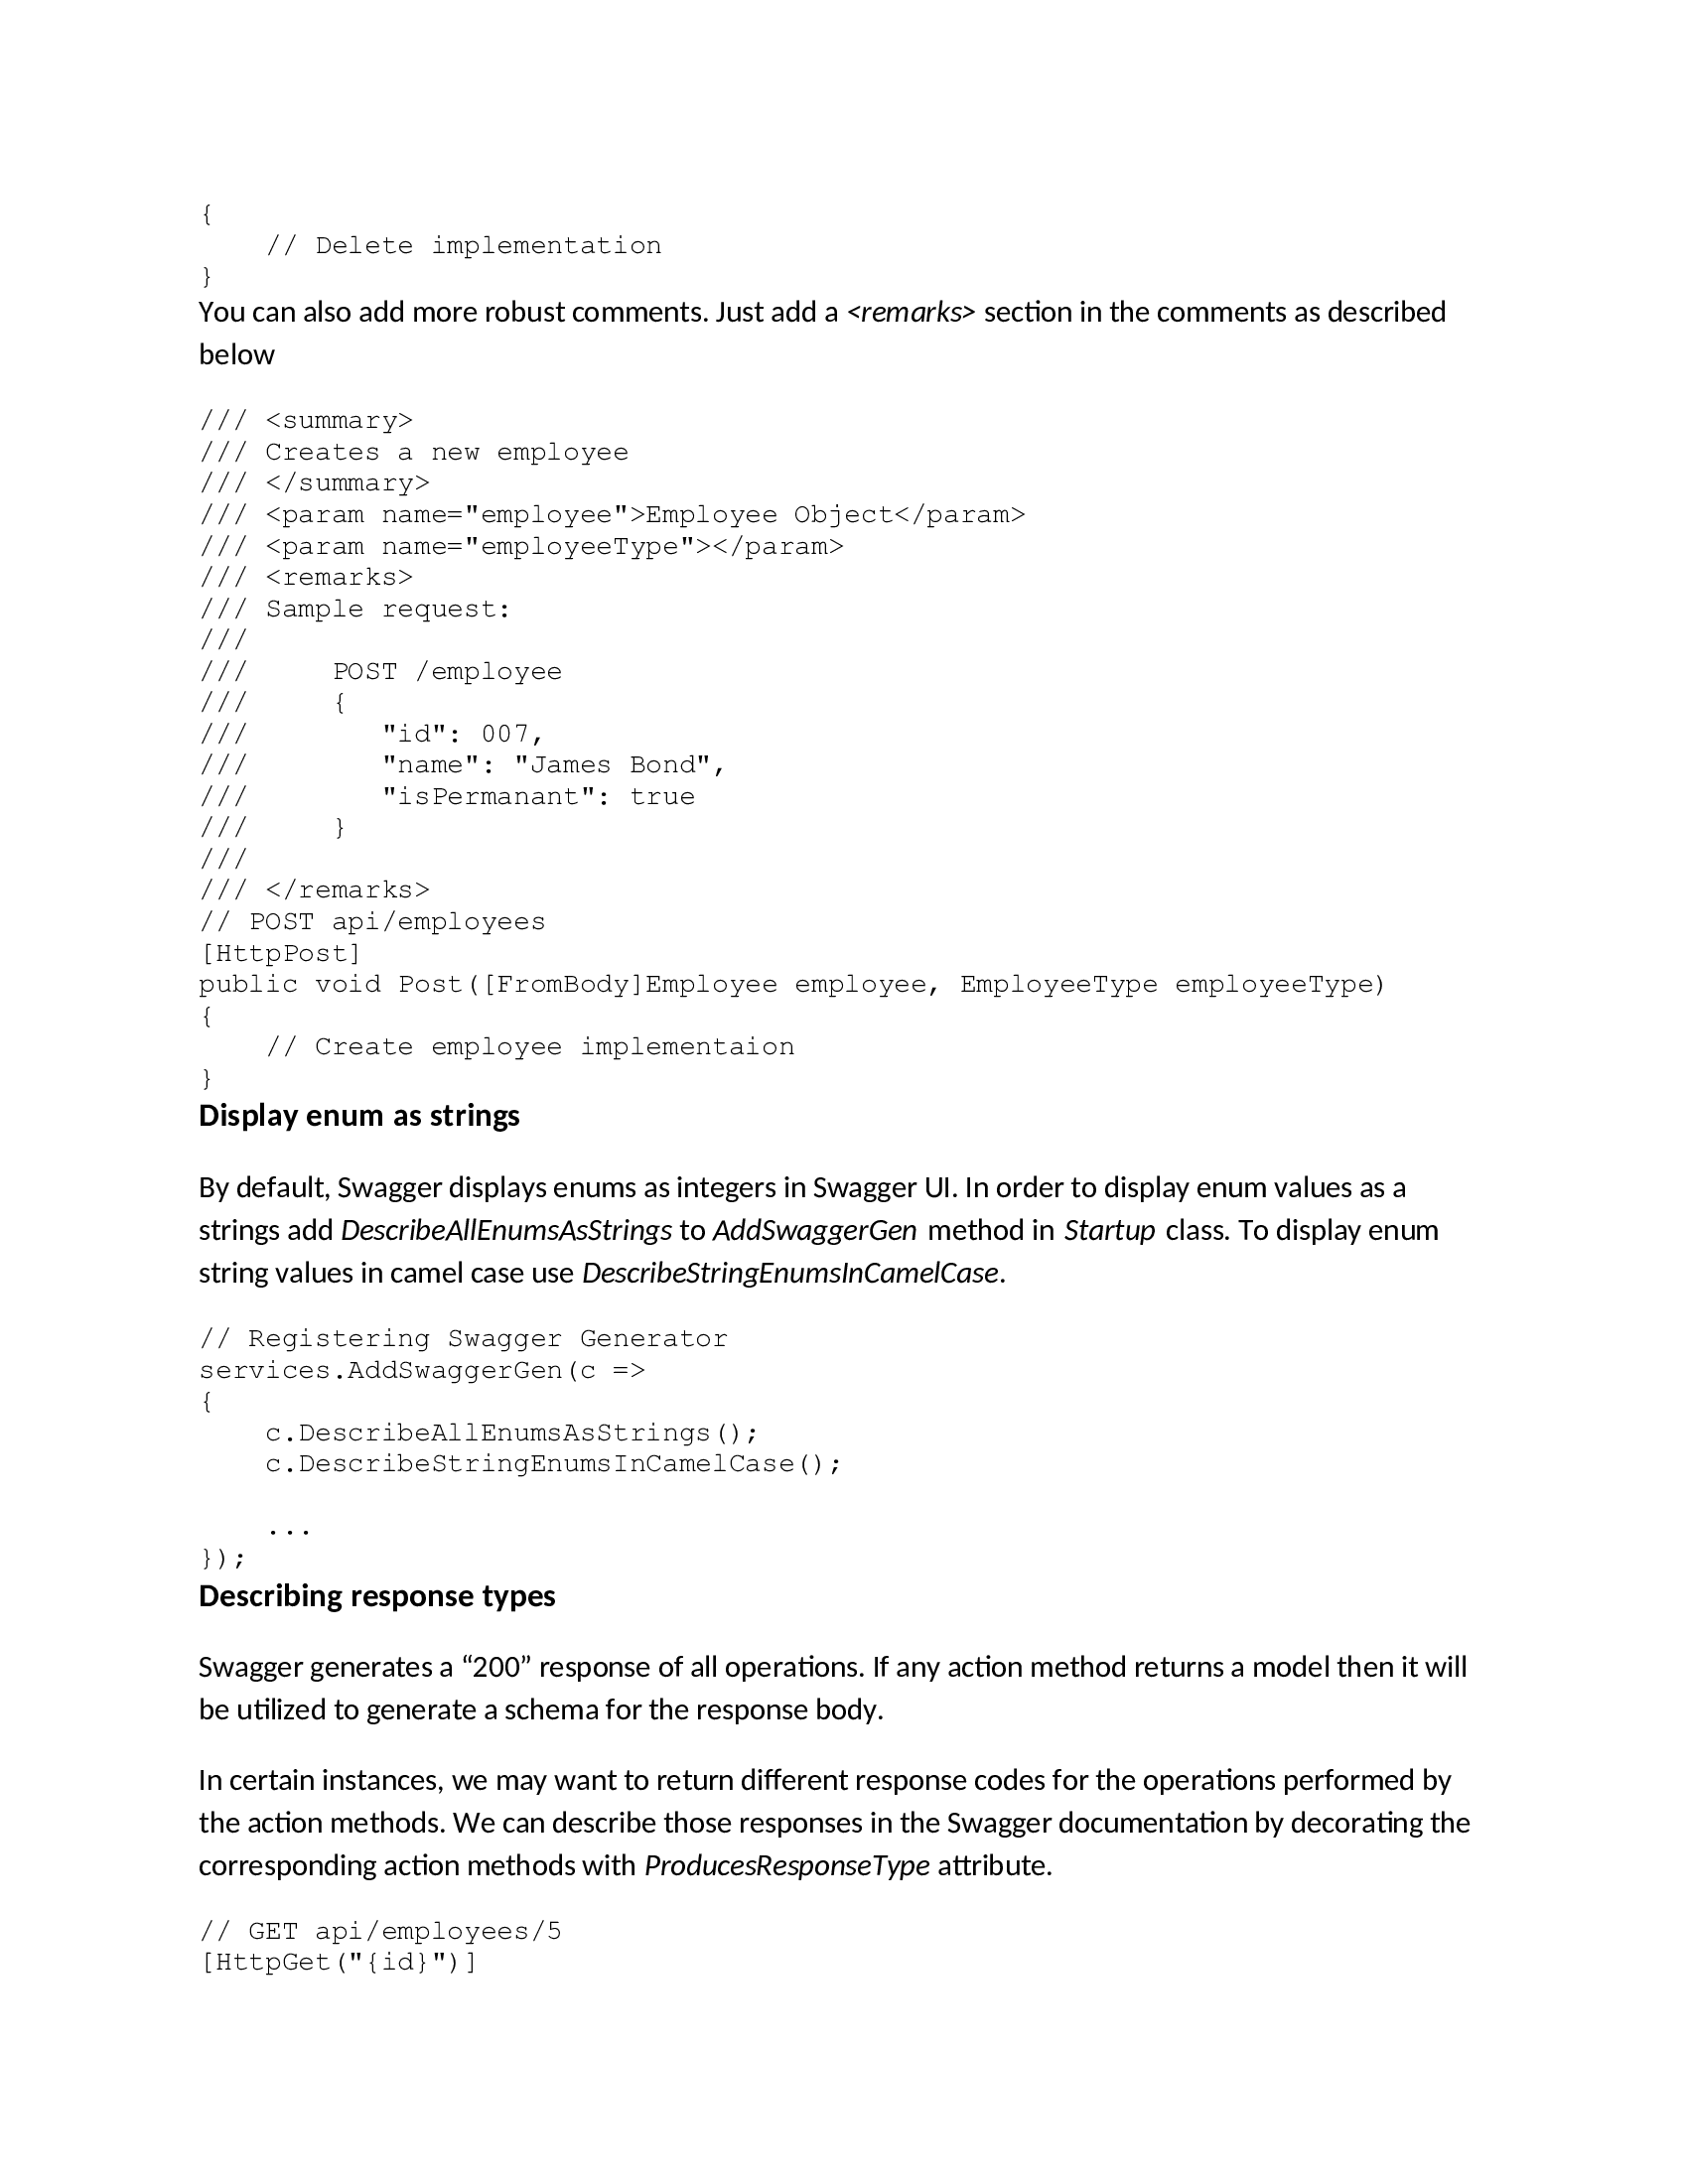 {
    // Delete implementation
}
You can also add more robust comments. Just add a <remarks> section in the comments as described
below
/// <summary>
/// Creates a new employee
/// </summary>
/// <param name="employee">Employee Object</param>
/// <param name="employeeType"></param>
/// <remarks>
/// Sample request:
///
///     POST /employee
///     {
///        "id": 007,
///        "name": "James Bond",
///        "isPermanant": true
///     }
///
/// </remarks>
// POST api/employees
[HttpPost]
public void Post([FromBody]Employee employee, EmployeeType employeeType)
{
    // Create employee implementaion
}
Display enum as strings
By default, Swagger displays enums as integers in Swagger UI. In order to display enum values as a
strings add DescribeAllEnumsAsStrings to AddSwaggerGen method in Startup class. To display enum
string values in camel case use DescribeStringEnumsInCamelCase.
// Registering Swagger Generator
services.AddSwaggerGen(c =>
{
    c.DescribeAllEnumsAsStrings();
    c.DescribeStringEnumsInCamelCase();
    ...
});
Describing response types
Swagger generates a “200” response of all operations. If any action method returns a model then it will
be utilized to generate a schema for the response body.
In certain instances, we may want to return different response codes for the operations performed by
the action methods. We can describe those responses in the Swagger documentation by decorating the
corresponding action methods with ProducesResponseType attribute.
// GET api/employees/5
[HttpGet("{id}")]